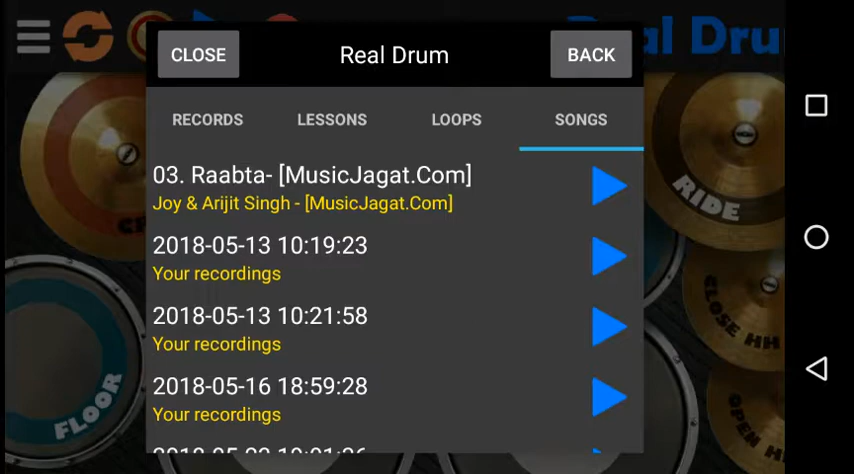 CLOSE
Real Drum
BACK
RECORDS
LESSONS
LOOPS
SONGS
03. Raabta- [MusicJagat.Com]
Joy & Arijit Singh - [MusicJagat.Com]
2018-05-13 10:19:23
Your recordings
2018-05-13 10:21:58
Your recordings
2018-05-16 18:59:28
Your recordings
RIDE
CLOSE HH
OPEN HH
FLOOR